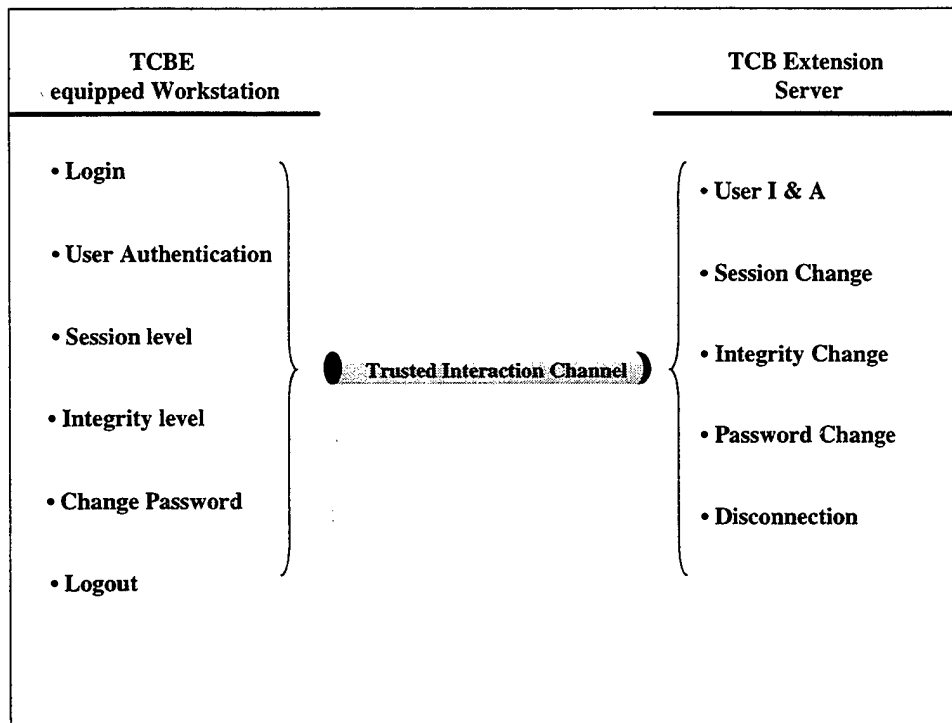 TCBE
equipped Workstation
• Login
• User Authentication
• Session level
• Integrity level
• Change Password
• Logout
Trusted Interaction Channel
TCB Extension
Server
• User I & A
• Session Change
• Integrity Change
• Password Change
• Disconnection